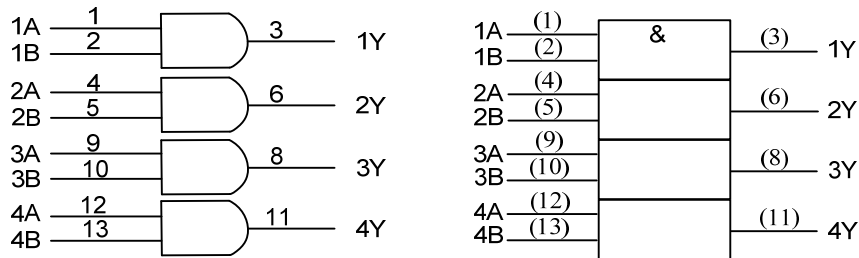 1A 1 3 1Y
1B 2
2A 4 6 2Y
2B 5
3A 9 8 3Y
3B 10
4A 12 11 4Y
4B 13
1A (1) & (3) 1Y
1B (2)
2A (4) (6) 2Y
2B (5)
3A (9) (8) 3Y
3B (10)
4A (12) (11) 4Y
4B (13)